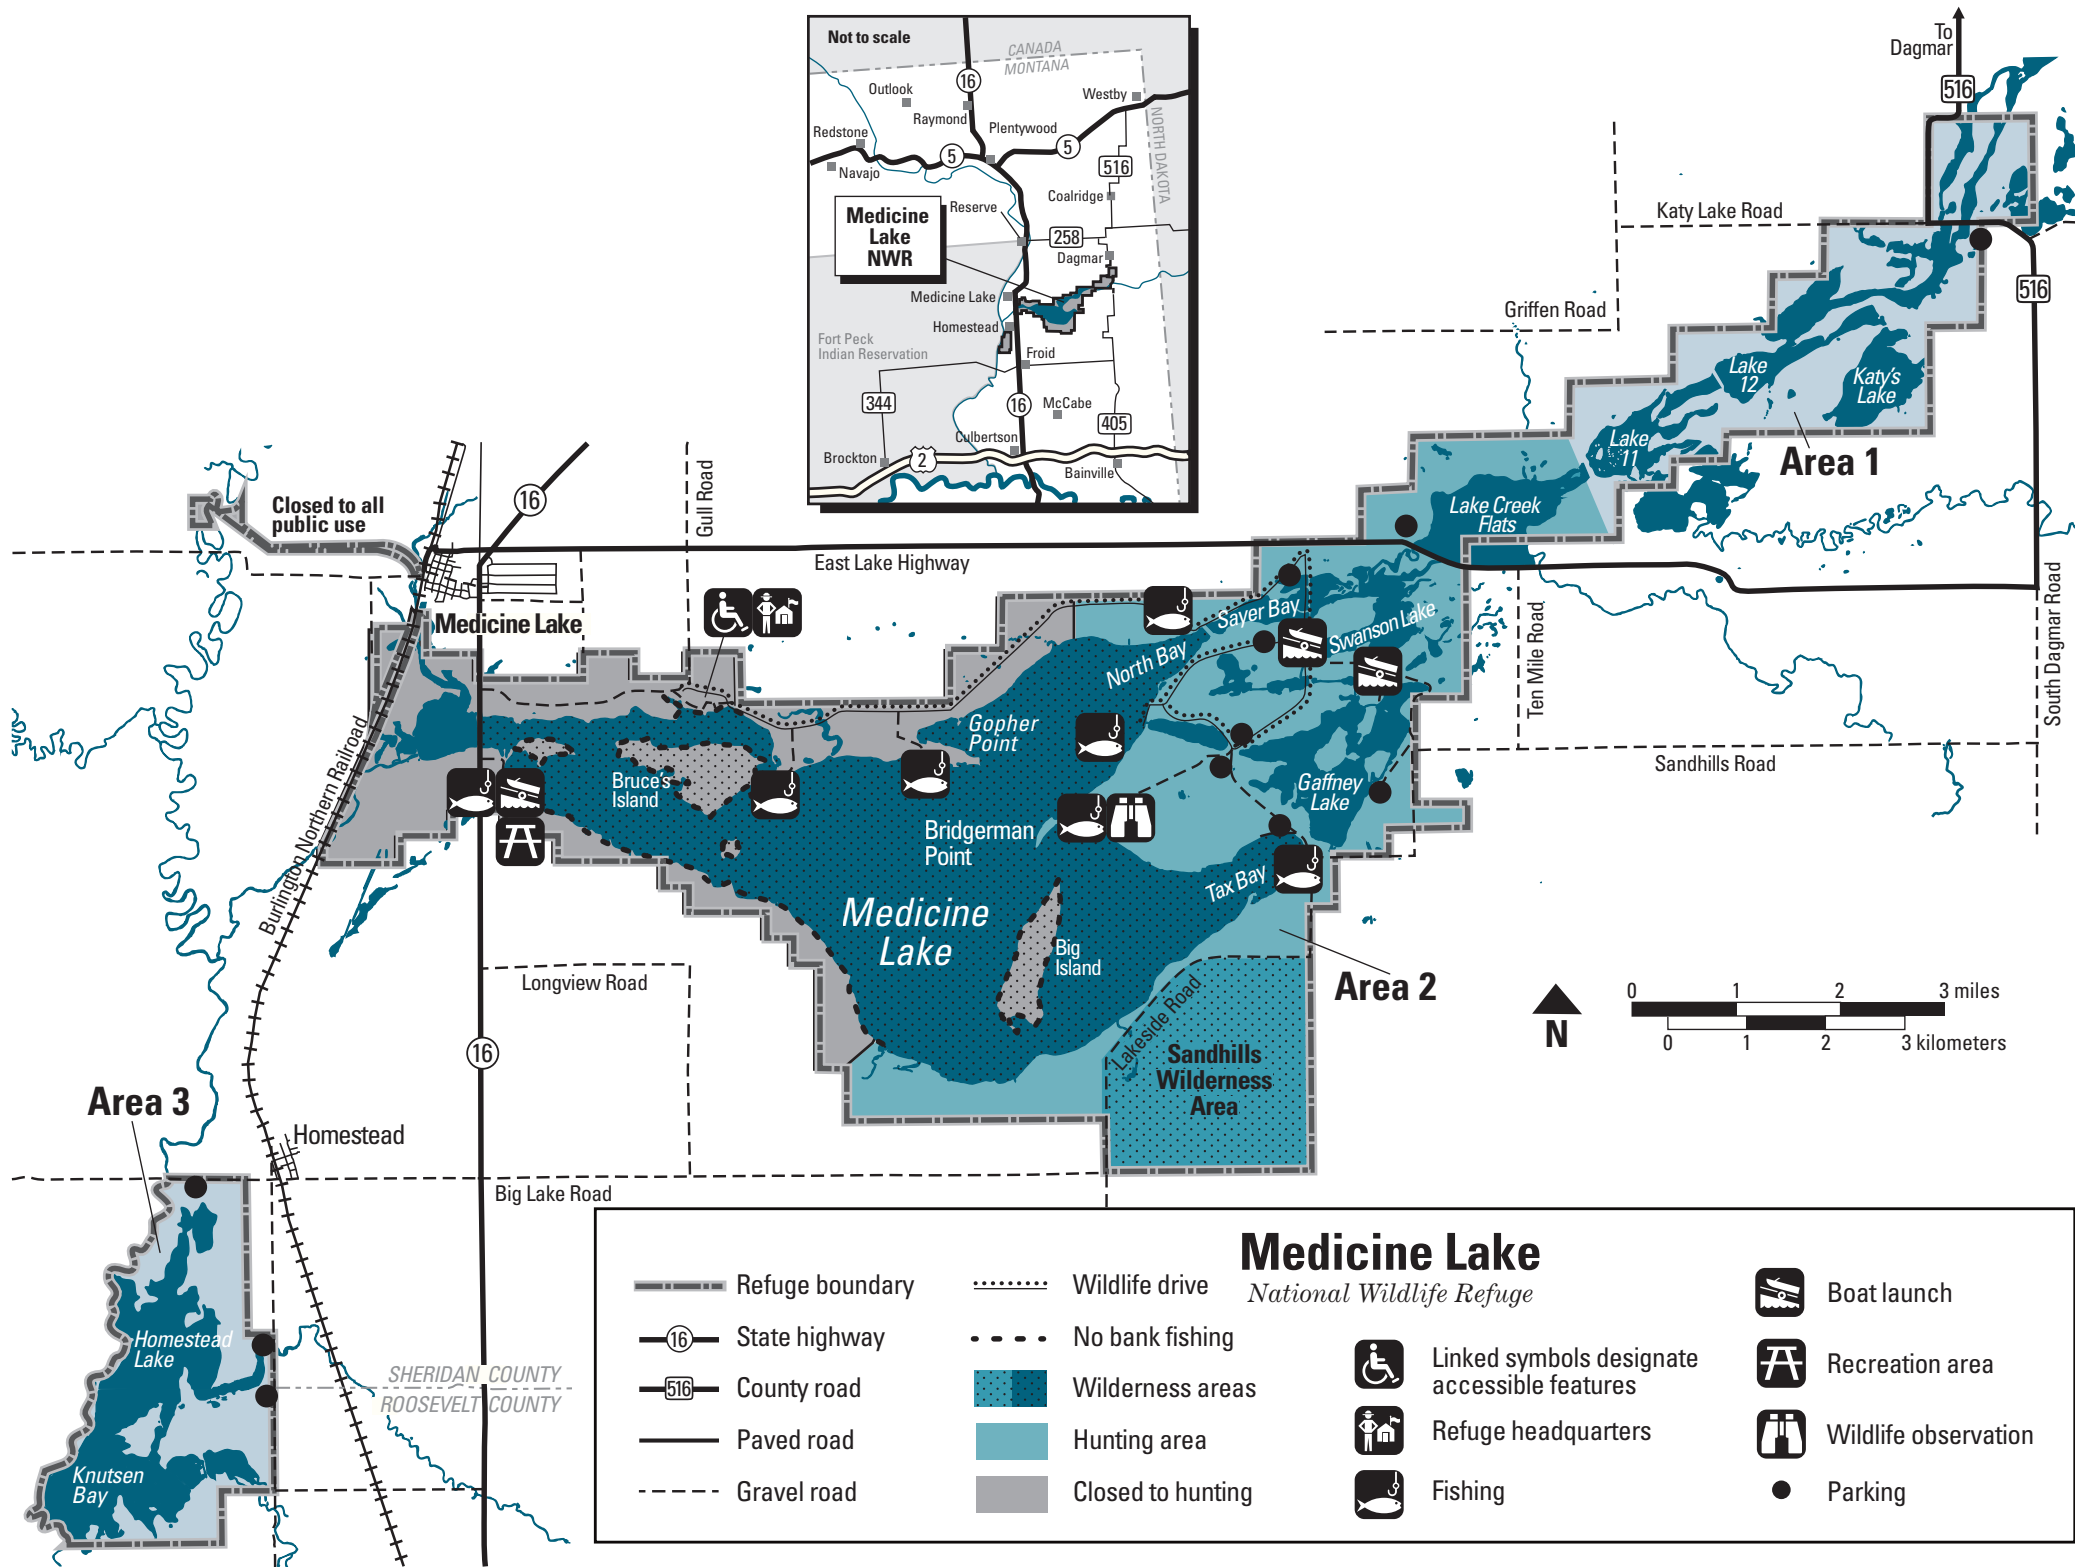 Not to scale
CANADA
MONTANA
16
Outlook
Raymond
Westby
Plentywood
Redstone
5
5
NORTH DAKOTA
Navajo
516
Coalridge
Medicine
Lake
NWR
Reserve
258
Dagmar
Medicine Lake
Homestead
Fort Peck
Indian Reservation
Froid
344
16
McCabe
405
Culbertson
Brockton
2
Bainville
To
Dagmar
516
Katy Lake Road
516
Griffen Road
Lake
12
Katy's
Lake
Lake
11
Area 1
Lake Creek
Flats
Closed to all
public use
16
Gull Road
East Lake Highway
Medicine Lake
Sayer Bay
Swanson Lake
North Bay
Ten Mile Road
South Dagmar Road
Gopher
Point
Sandhills Road
Burlington Northern Railroad
Bruce's
Island
Gaffney
Lake
Bridgerman
Point
Tax Bay
Medicine
Lake
Big
Island
Longview Road
Area 2
Lakeside Road
N
0 1 2 3 miles
0 1 2 3 kilometers
16
Sandhills
Wilderness
Area
Area 3
Homestead
Big Lake Road
Homestead
Lake
SHERIDAN COUNTY
ROOSEVELT COUNTY
Knutsen
Bay
Medicine Lake
National Wildlife Refuge
Refuge boundary
16
State highway
516
County road
Paved road
Gravel road
Wildlife drive
No bank fishing
Wilderness areas
Hunting area
Closed to hunting
Linked symbols designate
accessible features
Refuge headquarters
Fishing
Boat launch
Recreation area
Wildlife observation
Parking